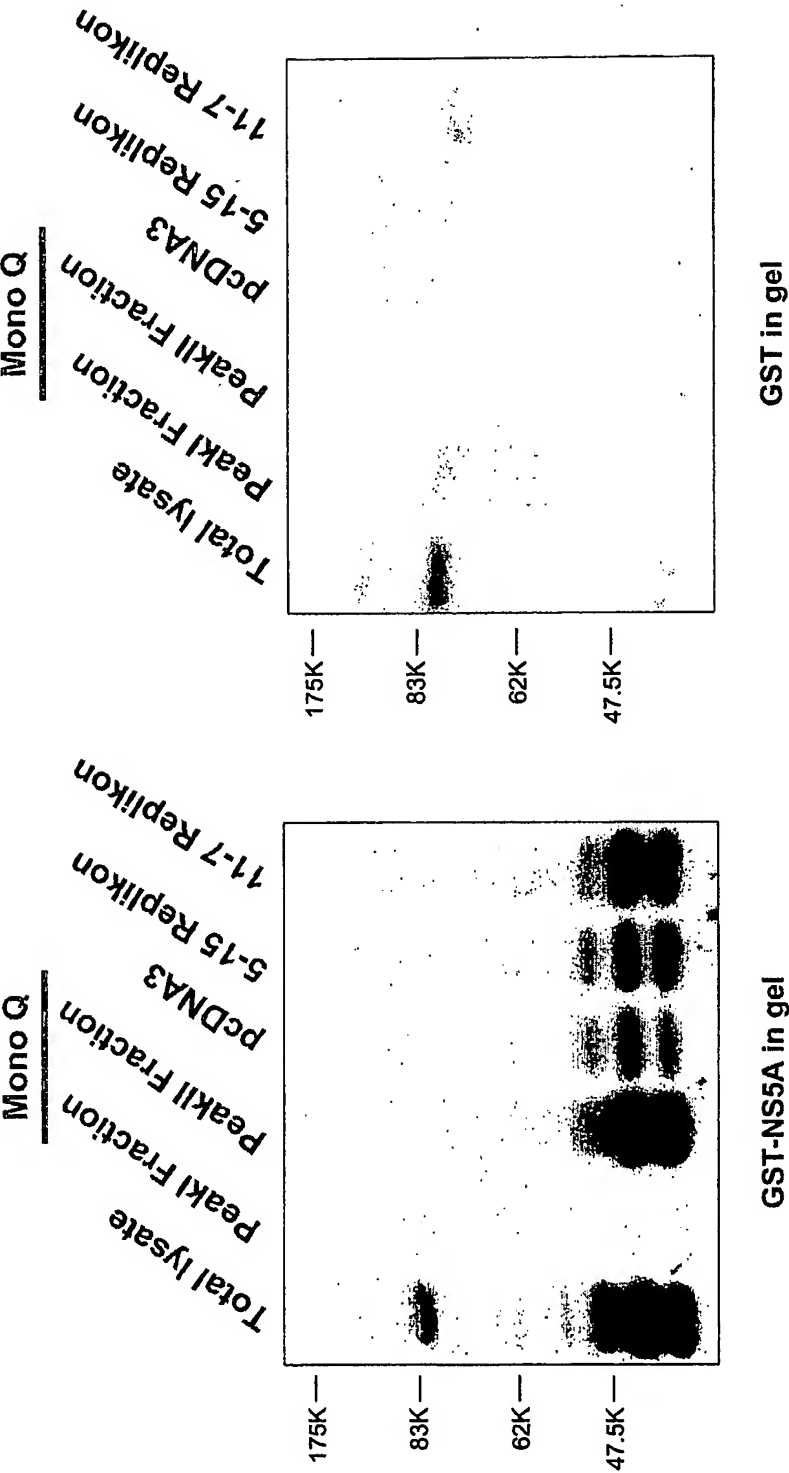 Mono Q
Total lysate
PeakI Fraction
PeakII Fraction
pcDNA3
5-15 Replikon
11-7 Replikon
175K
83K
62K
47.5K
GST-NS5A in gel
Mono Q
Total lysate
PeakI Fraction
PeakII Fraction
pcDNA3
5-15 Replikon
11-7 Replikon
175K
83K
62K
47.5K
GST in gel